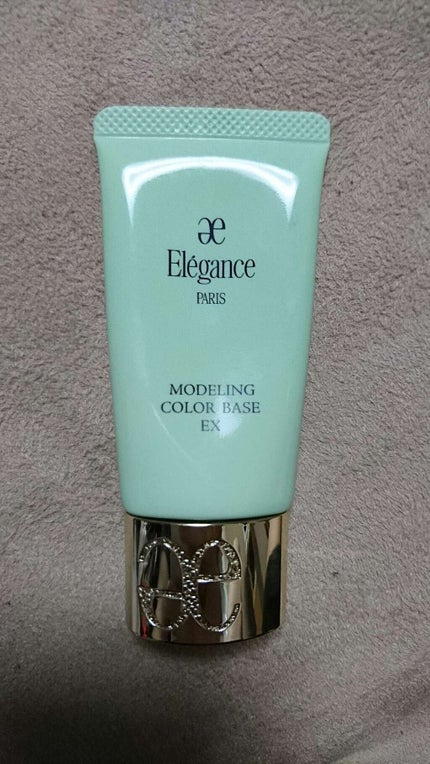 æ
Elégance
PARIS
MODELING
COLOR BASE
EX
æ